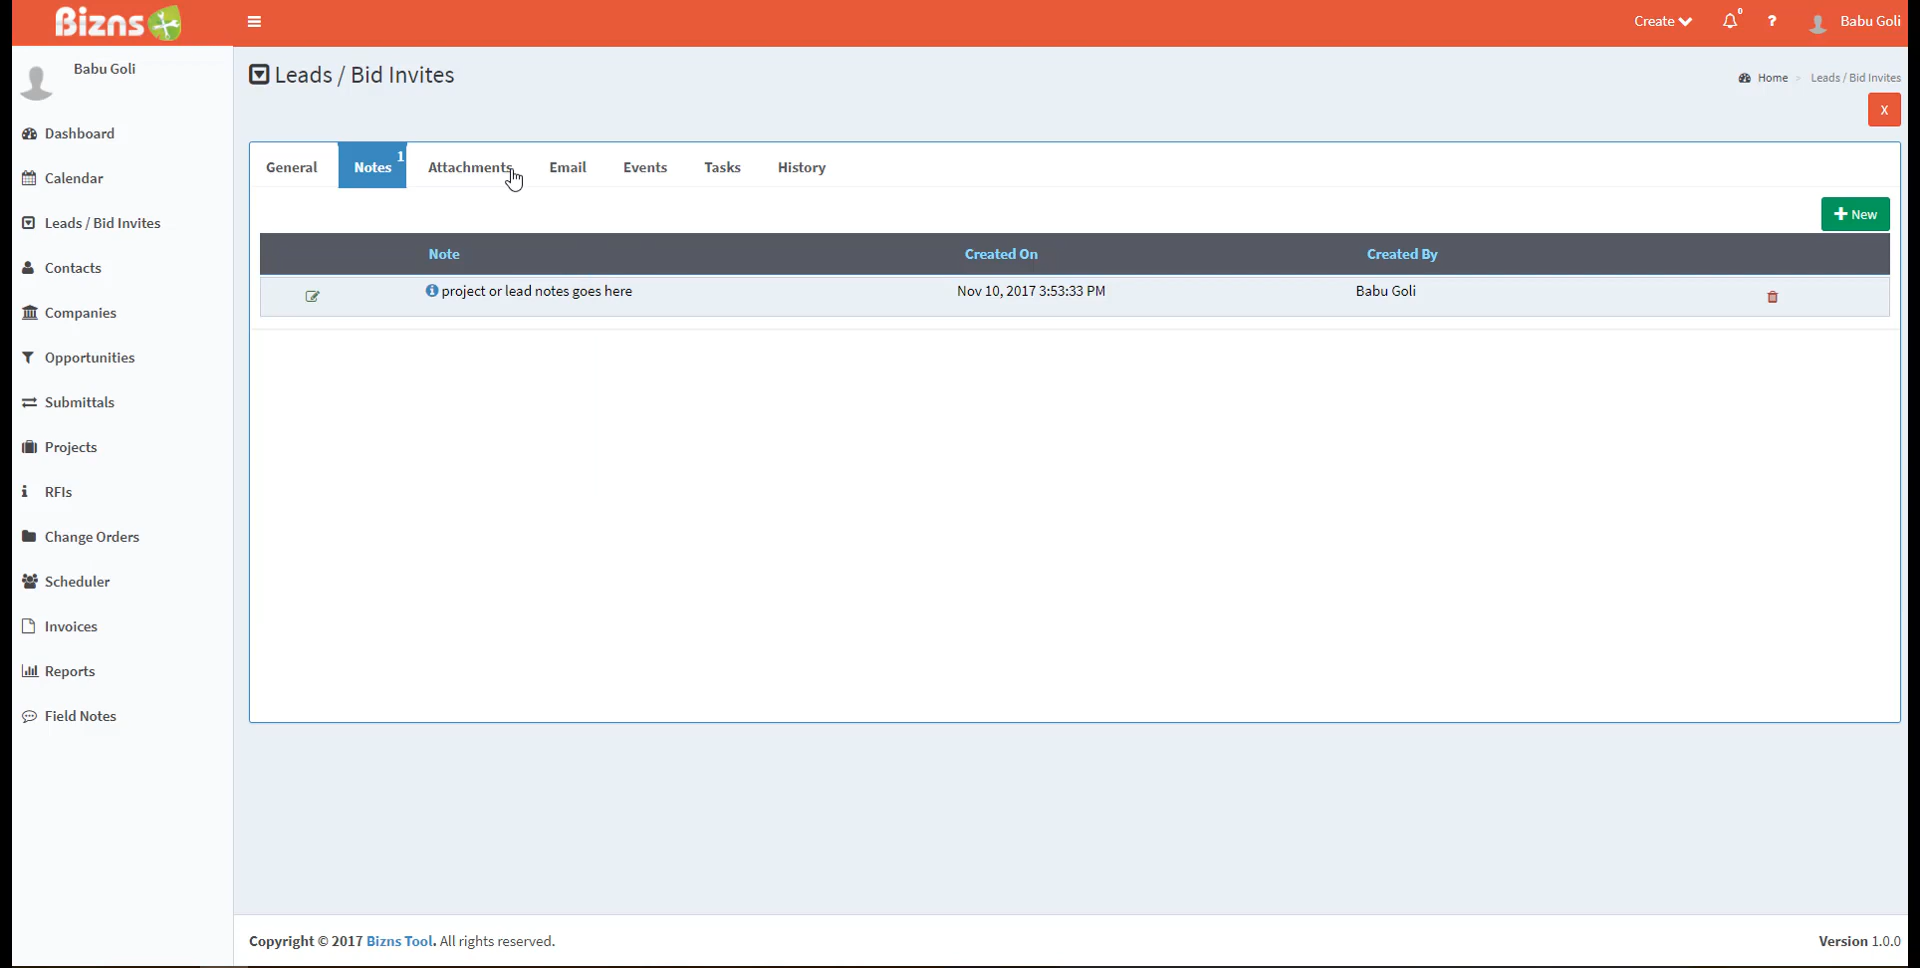 Bizns
Create
0
?
Babu Goli
Babu Goli
Leads / Bid Invites
Home > Leads / Bid Invites
X
Dashboard
Calendar
Leads / Bid Invites
Contacts
Companies
Opportunities
Submittals
Projects
RFIs
Change Orders
Scheduler
Invoices
Reports
Field Notes
General
Notes 1
Attachments
Email
Events
Tasks
History
New
Note Created On Created By
project or lead notes goes here Nov 10, 2017 3:53:33 PM Babu Goli
Copyright © 2017 Bizns Tool. All rights reserved.
Version 1.0.0